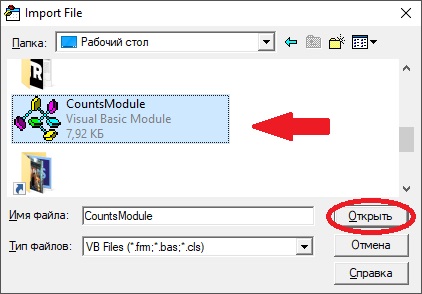 Import File
Папка: Рабочий стол
CountsModule
Visual Basic Module
7,92 КБ
Имя файла: CountsModule Открыть
Тип файлов: VB Files (*.frm;*.bas;*.cls) Отмена
Справка